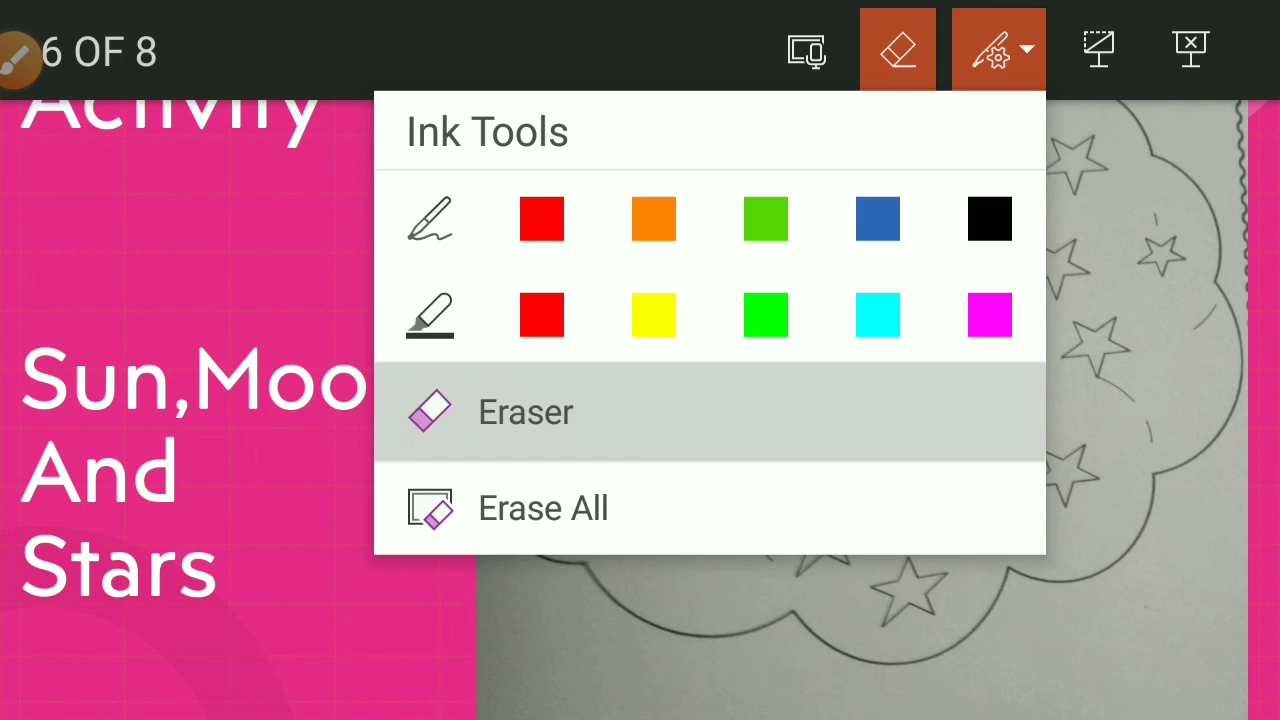 6 OF 8
Activity
Ink Tools
Sun,Moo
And
Stars
Eraser
Erase All